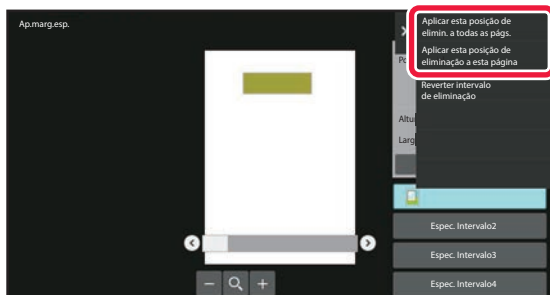 Ap.marg.esp.
Aplicar esta posição de
elimin. a todas as págs.
Aplicar esta posição de
eliminação a esta página
Po
Reverter intervalo
de eliminação
Altu
Larg
Espec. Intervalo2
Espec. Intervalo3
Espec. Intervalo4